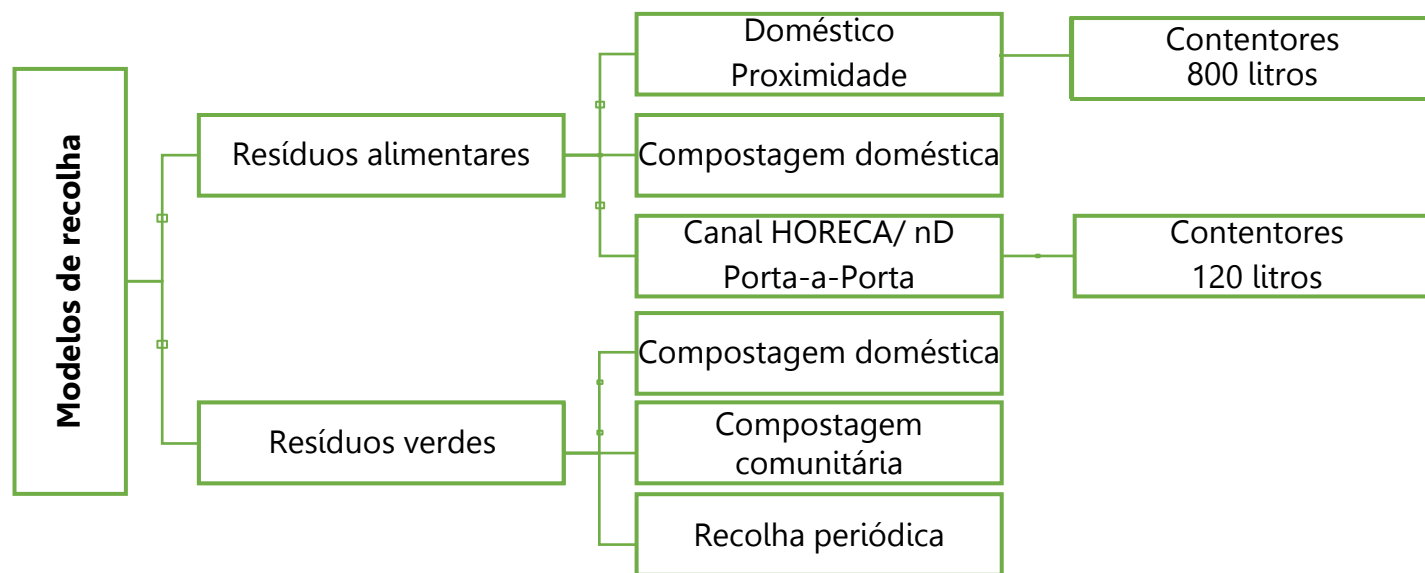 Modelos de recolha
Resíduos alimentares
Doméstico
Proximidade
Contentores
800 litros
Compostagem doméstica
Canal HORECA/ nD
Porta-a-Porta
Contentores
120 litros
Resíduos verdes
Compostagem doméstica
Compostagem
comunitária
Recolha periódica